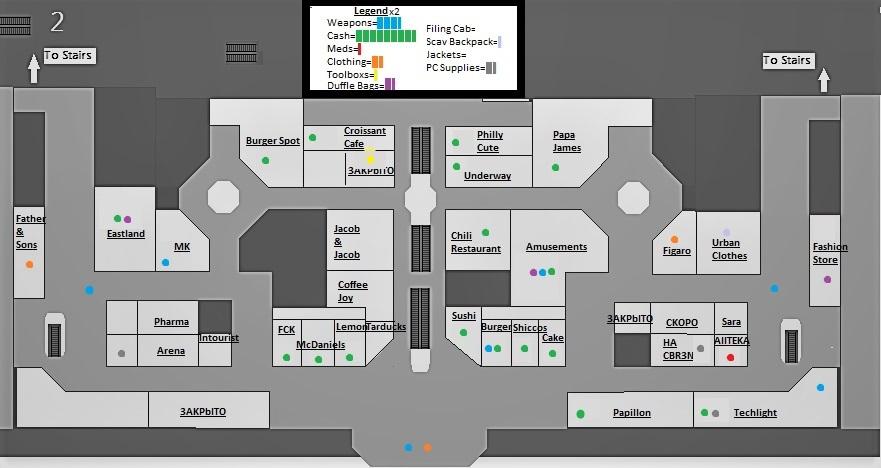 2
To Stairs
To Stairs
Legend x2
Weapons=
Cash=
Meds=
Clothing=
Toolboxs=
Duffle Bags=
Filing Cab=
Scav Backpack=
Jackets=
PC Supplies=
Burger Spot
Croissant
Cafe
ЗАКРЫТО
Philly
Cute
Underway
Papa
James
Father
&
Sons
Eastland
MK
Jacob
&
Jacob
Coffee
Joy
Chili
Restaurant
Amusements
Figaro
Urban
Clothes
Fashion
Store
Pharma
Arena
Intourist
FCK
McDaniels
Lemon
Tarducks
Sushi
Burger
Shiccos
Cake
ЗАКРЫТО
СКОРО
Sara
НА
CBR3N
АПТЕКА
ЗАКРЫТО
Papillon
Techlight